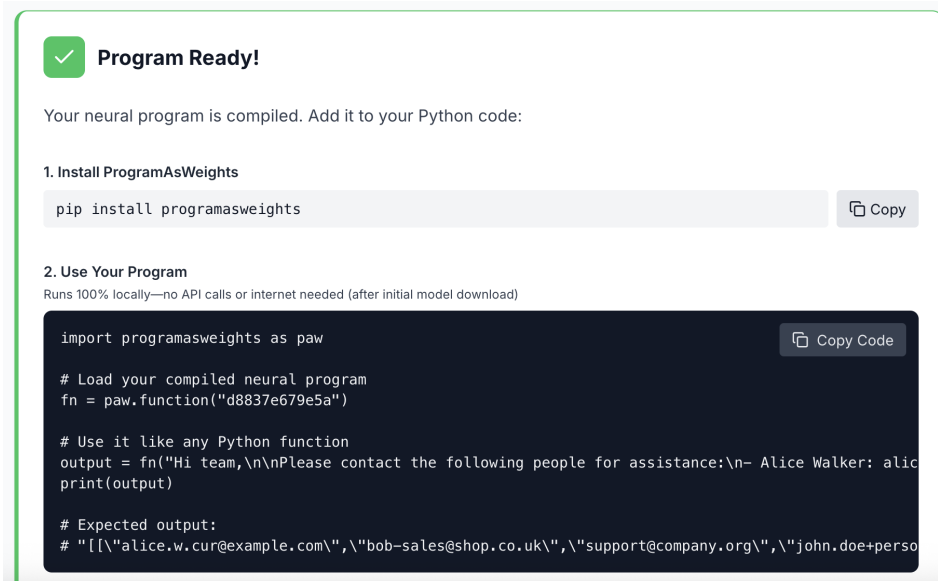 Program Ready!
Your neural program is compiled. Add it to your Python code:
1. Install ProgramAsWeights
pip install programasweights
Copy
2. Use Your Program
Runs 100% locally—no API calls or internet needed (after initial model download)
Copy Code
import programasweights as paw
# Load your compiled neural program
fn = paw.function("d8837e679e5a")
# Use it like any Python function
output = fn("Hi team,\n\nPlease contact the following people for assistance:\n- Alice Walker: alic
print(output)
# Expected output:
# "[[\"alice.w.cur@example.com\",\"bob-sales@shop.co.uk\",\"support@company.org\",\"john.doe+perso